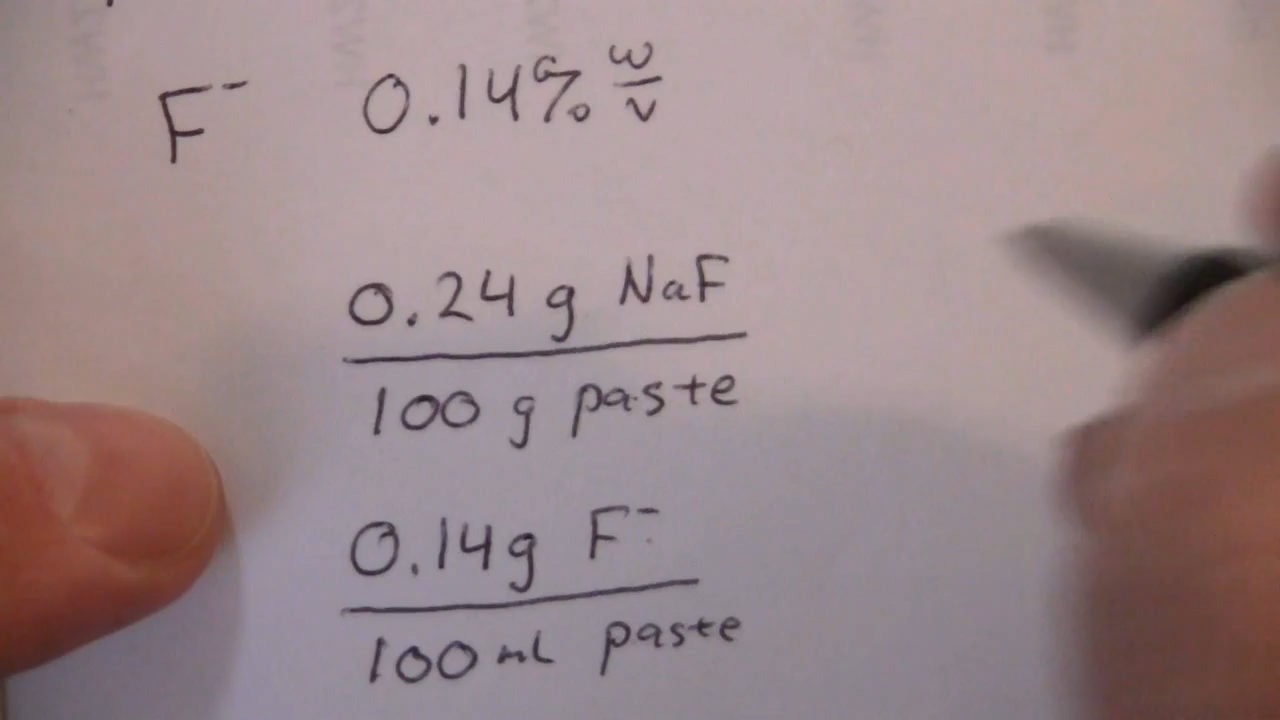 F⁻ 0.14% w/v
0.24 g NaF
100 g paste
0.14g F⁻
100 mL paste